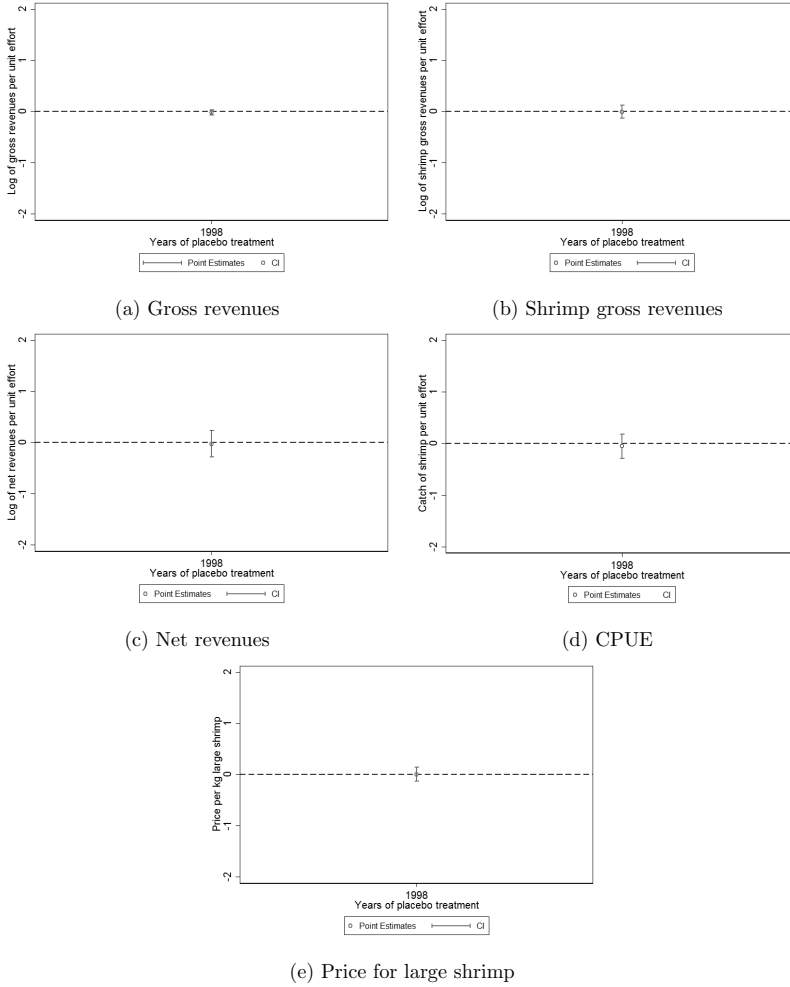 Log of gross revenues per unit effort
2
1
0
-1
-2
1998
Years of placebo treatment
Point Estimates CI
(a) Gross revenues
Log of shrimp gross revenues per unit effort
2
1
0
-1
-2
1998
Years of placebo treatment
Point Estimates CI
(b) Shrimp gross revenues
Log of net revenues per unit effort
2
1
0
-1
-2
1998
Years of placebo treatment
Point Estimates CI
(c) Net revenues
Catch of shrimp per unit effort
2
1
0
-1
-2
1998
Years of placebo treatment
Point Estimates CI
(d) CPUE
Price per kg large shrimp
2
1
0
-1
-2
1998
Years of placebo treatment
Point Estimates CI
(e) Price for large shrimp